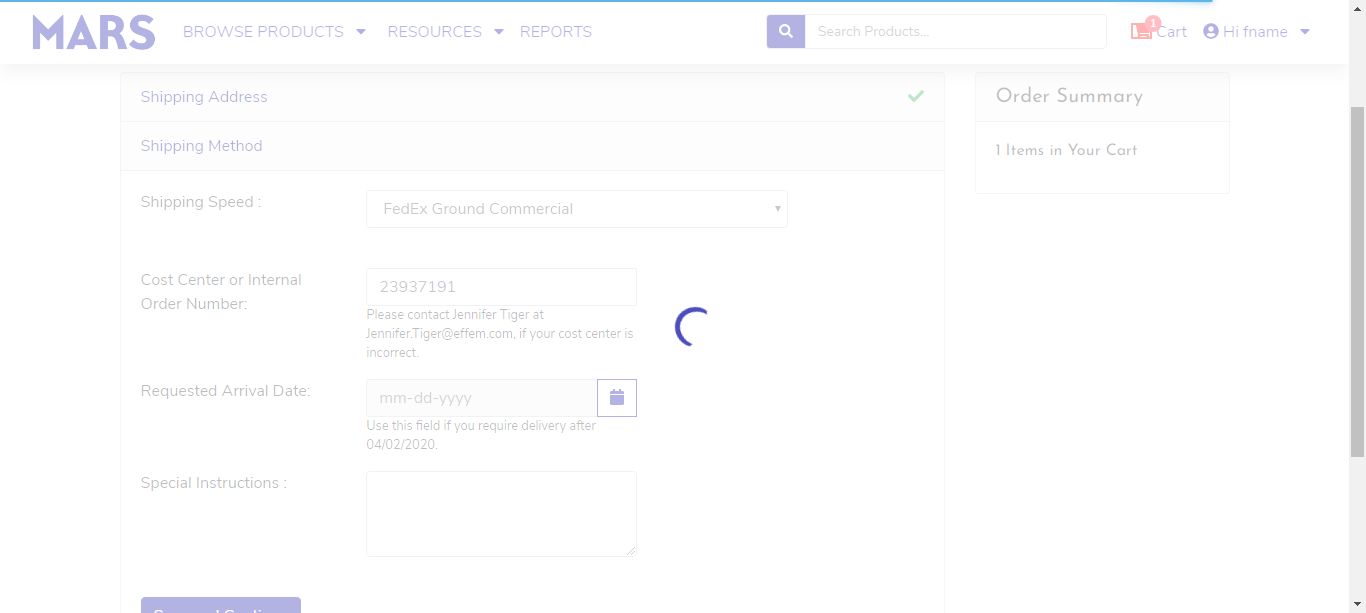 MARS
BROWSE PRODUCTS
RESOURCES
REPORTS
Search Products...
1
Cart
Hi fname
Shipping Address
Shipping Method
Shipping Speed :
FedEx Ground Commercial
Cost Center or Internal
Order Number:
23937191
Please contact Jennifer Tiger at
Jennifer.Tiger@effem.com, if your cost center is
incorrect.
Requested Arrival Date:
mm-dd-yyyy
Use this field if you require delivery after
04/02/2020.
Special Instructions :
Order Summary
1 Items in Your Cart